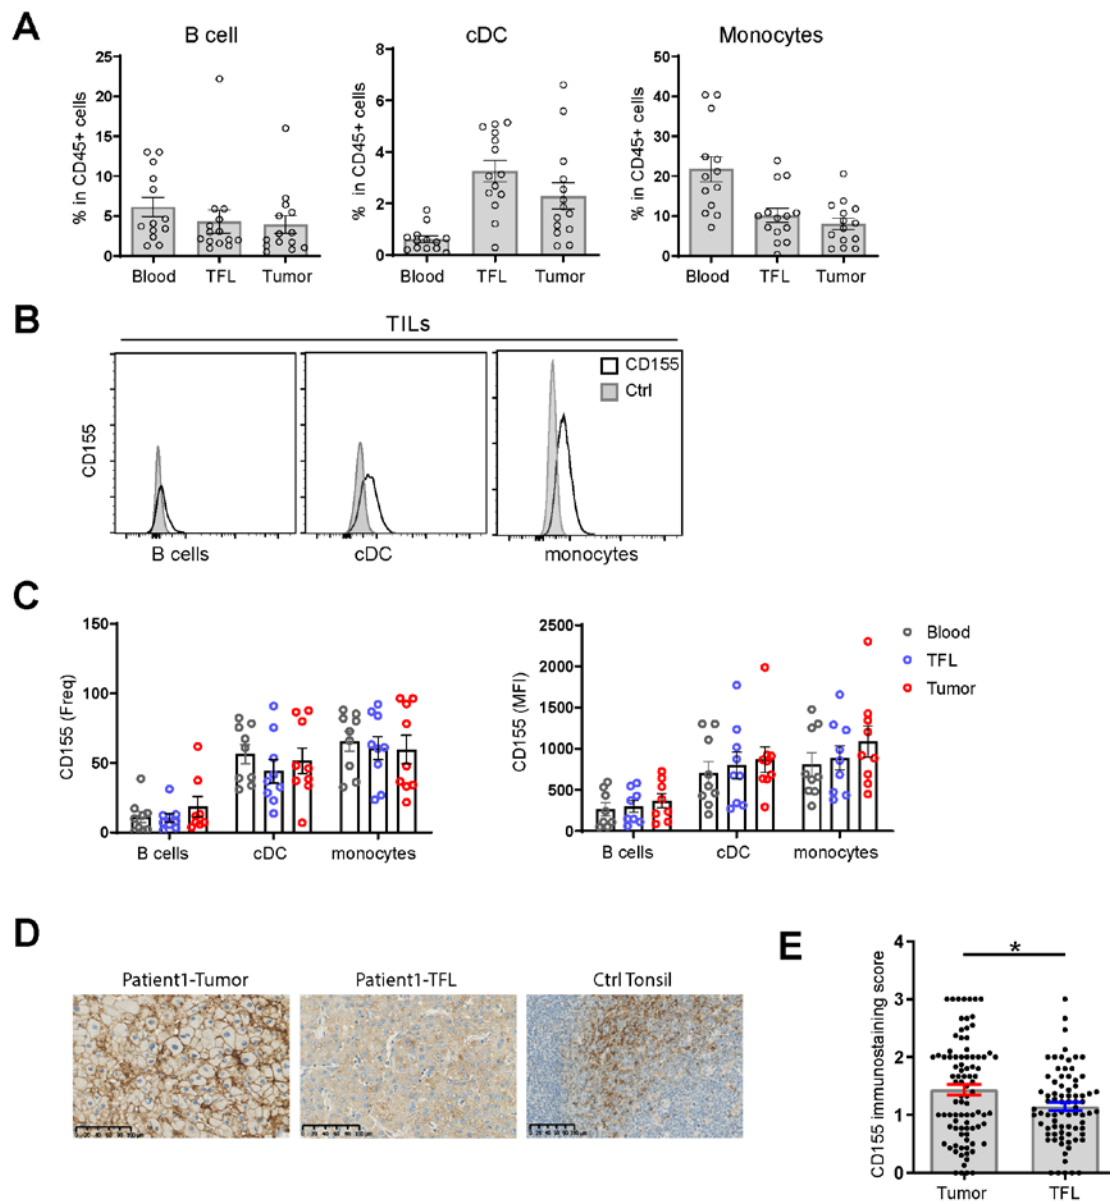 A
B cell
cDC
Monocytes
% in CD45+ cells
25
20
15
10
5
0
Blood
TFL
Tumor
% in CD45+ cells
8
6
4
2
0
Blood
TFL
Tumor
% in CD45+ cells
50
40
30
20
10
0
Blood
TFL
Tumor
B
TILs
CD155
Ctrl
CD155
B cells
cDC
monocytes
C
CD155 (Freq)
150
100
50
0
B cells
cDC
monocytes
CD155 (MFI)
2500
2000
1500
1000
500
0
B cells
cDC
monocytes
Blood
TFL
Tumor
D
Patient1-Tumor
Patient1-TFL
Ctrl Tonsil
E
CD155 immunostaining score
4
3
2
1
0
*
Tumor
TFL